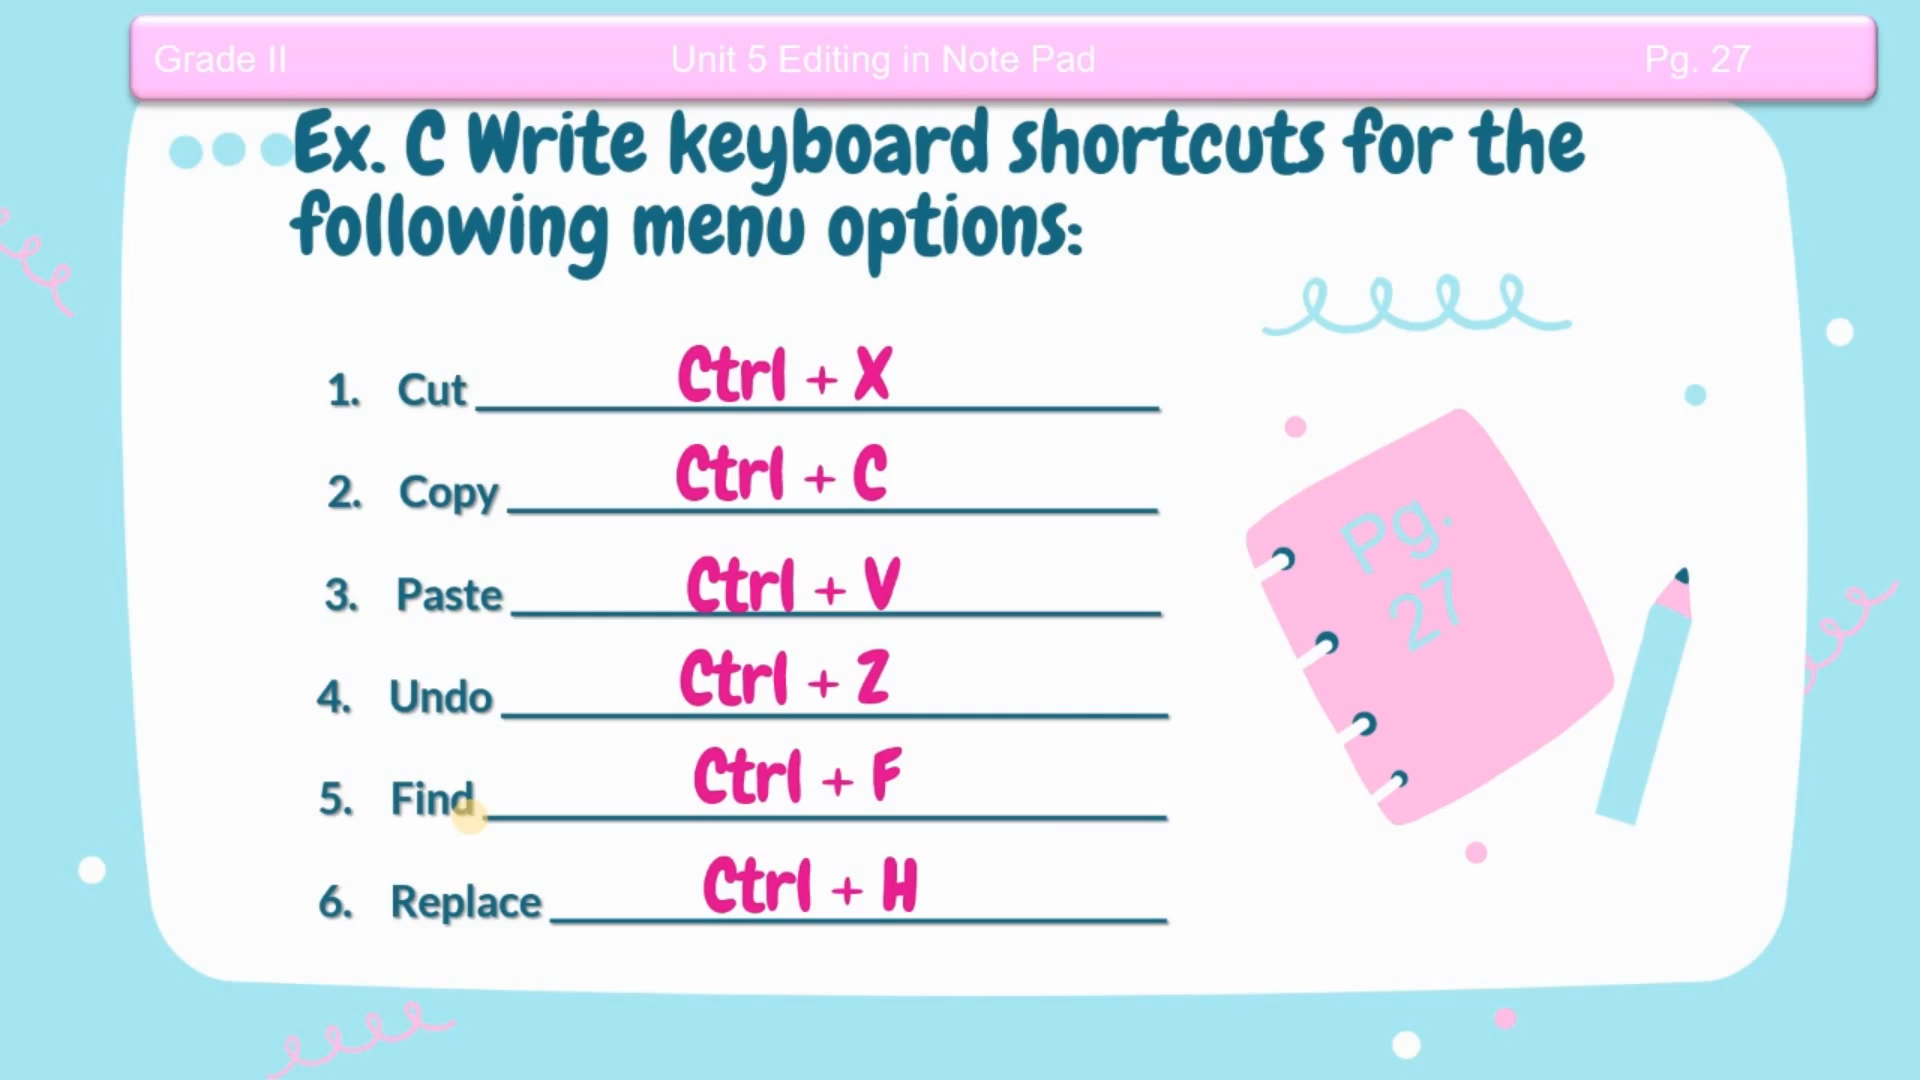 Grade II Unit 5 Editing in Note Pad Pg. 27
Ex. C Write keyboard shortcuts for the
following menu options:
1. Cut Ctrl + X
2. Copy Ctrl + C
3. Paste Ctrl + V
4. Undo Ctrl + Z
5. Find Ctrl + F
6. Replace Ctrl + H
Pg.
27